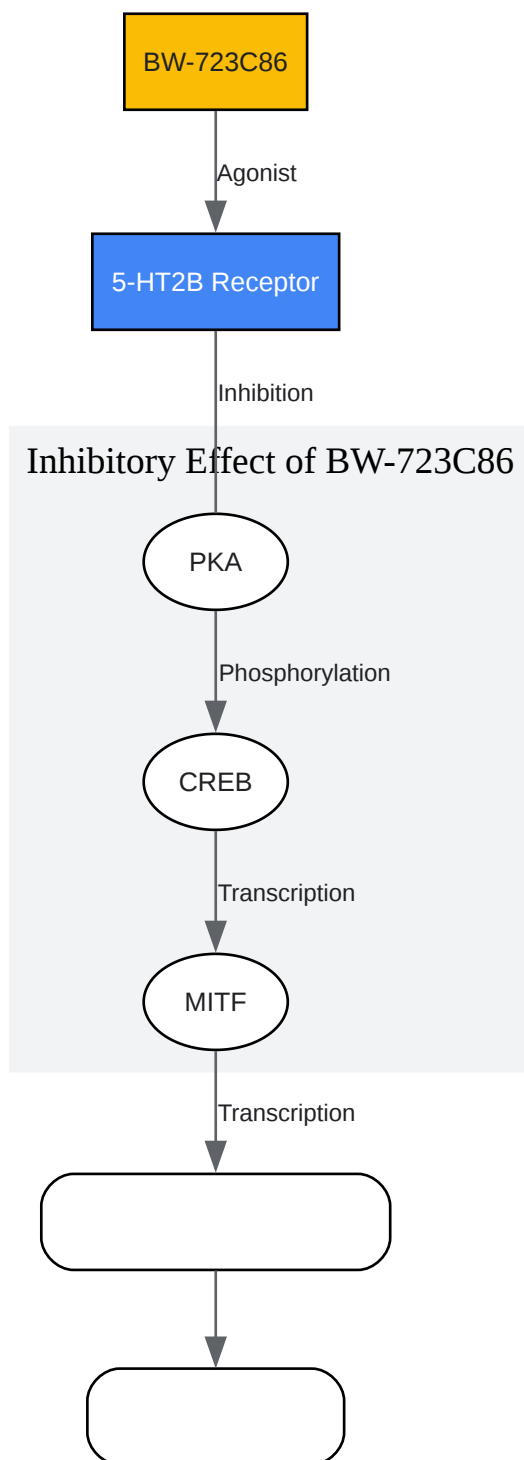 BW-723C86
Agonist
5-HT2B Receptor
Inhibition
Inhibitory Effect of BW-723C86
PKA
Phosphorylation
CREB
Transcription
MITF
Transcription